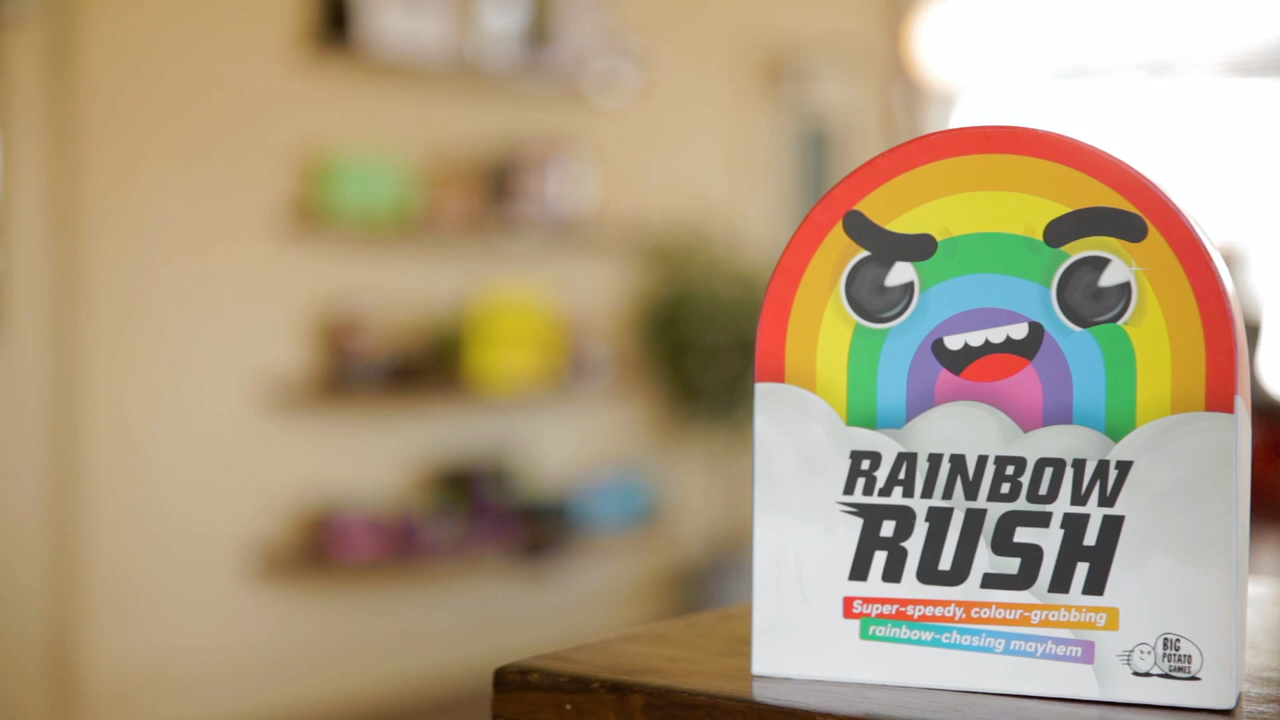 RAINBOW
RUSH
Super-speedy, colour-grabbing
rainbow-chasing mayhem
BIG
POTATO
GAMES